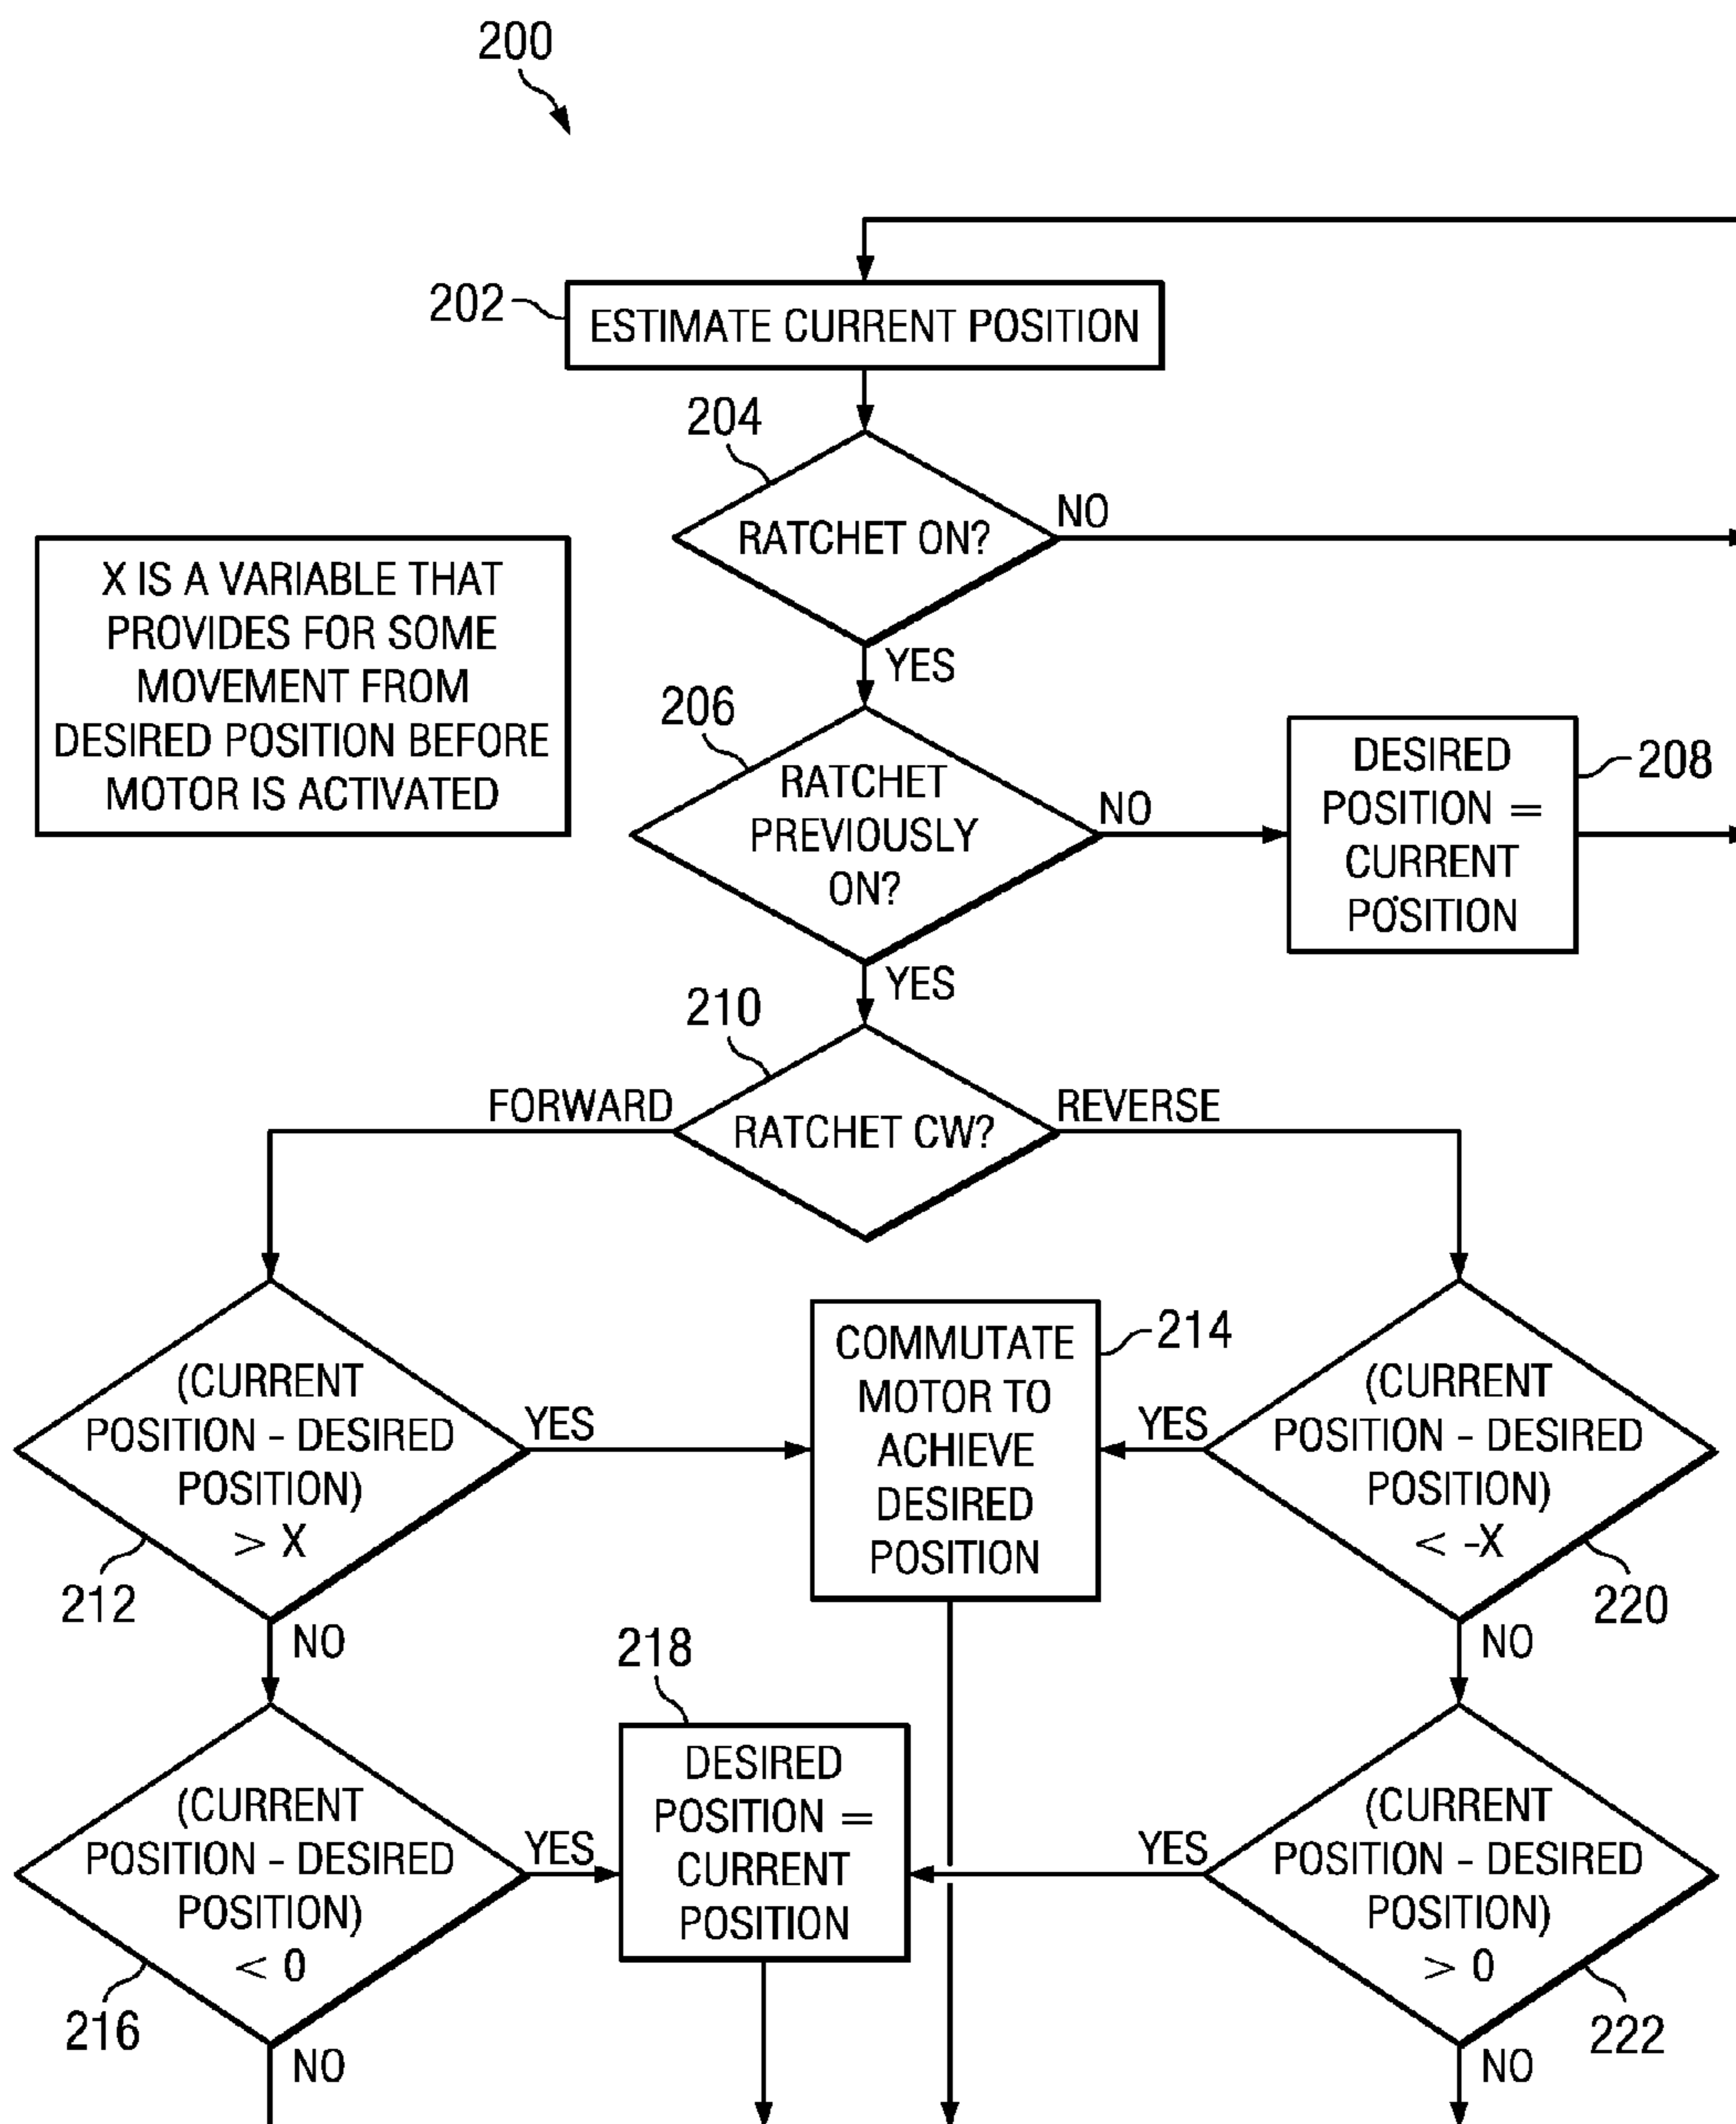 200
202
ESTIMATE CURRENT POSITION
204
RATCHET ON?
NO
YES
X IS A VARIABLE THAT
PROVIDES FOR SOME
MOVEMENT FROM
DESIRED POSITION BEFORE
MOTOR IS ACTIVATED
206
RATCHET
PREVIOUSLY
ON?
NO
YES
DESIRED
POSITION =
CURRENT
POSITION
208
210
RATCHET CW?
FORWARD
REVERSE
(CURRENT
POSITION - DESIRED
POSITION)
> X
212
YES
NO
COMMUTATE
MOTOR TO
ACHIEVE
DESIRED
POSITION
214
YES
(CURRENT
POSITION - DESIRED
POSITION)
< -X
220
NO
(CURRENT
POSITION - DESIRED
POSITION)
< 0
216
YES
NO
218
DESIRED
POSITION =
CURRENT
POSITION
YES
(CURRENT
POSITION - DESIRED
POSITION)
> 0
222
NO